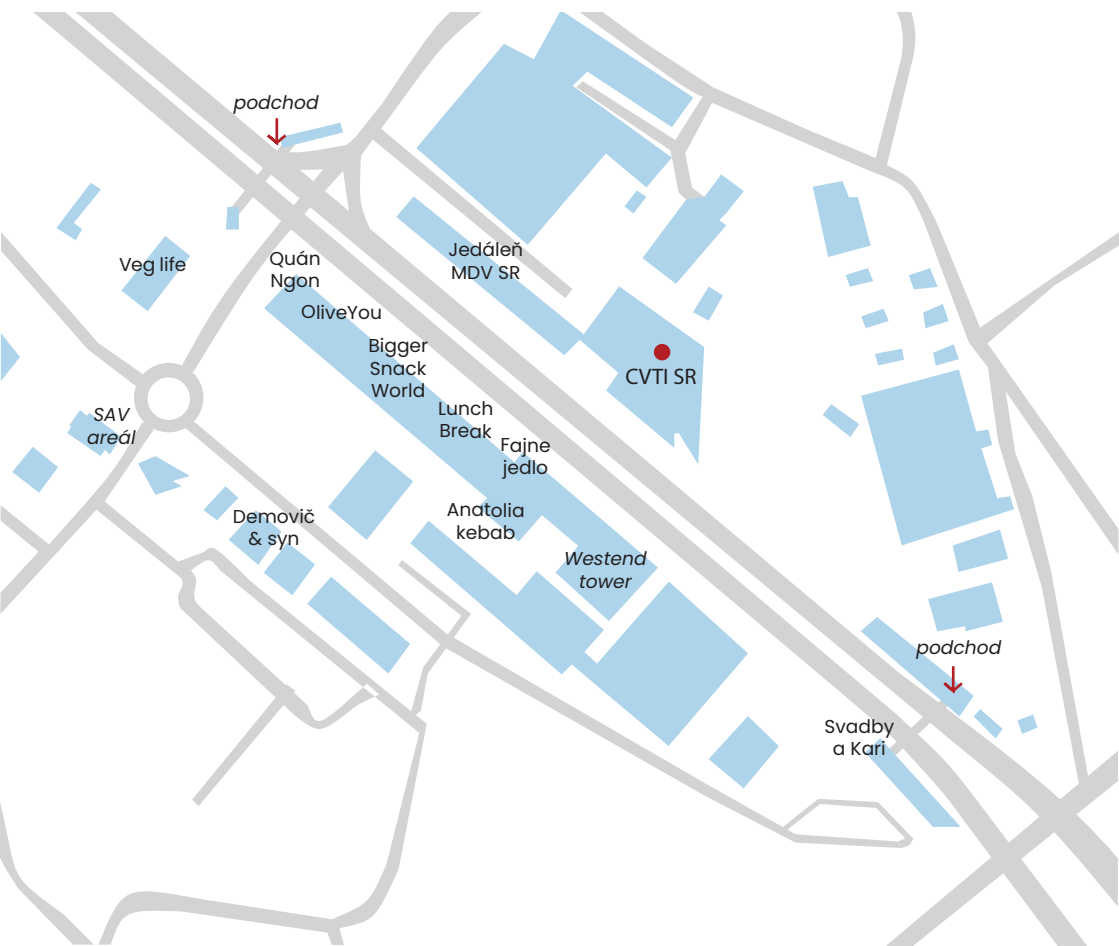 podchod
Veg life
Quán
Ngon
Jedáleň
MDV SR
OliveYou
Bigger
Snack
World
CVTI SR
SAV
areál
Lunch
Break
Fajne
jedlo
Demovič
& syn
Anatolia
kebab
Westend
tower
podchod
Svadby
a Kari